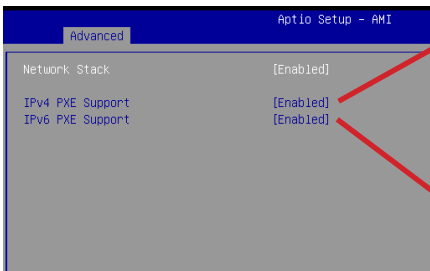 Aptio Setup – AMI
Advanced
Network Stack [Enabled]
IPv4 PXE Support [Enabled]
IPv6 PXE Support [Enabled]